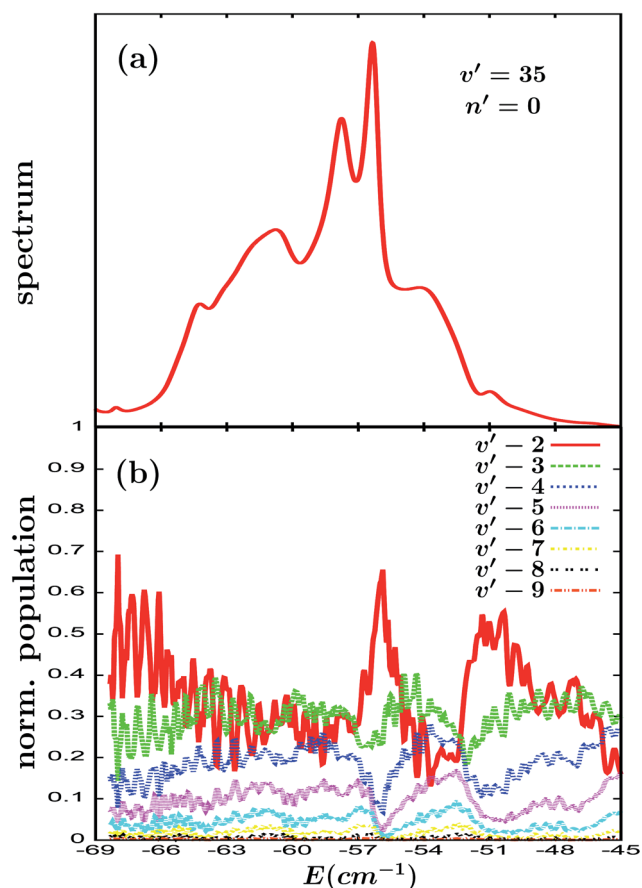 (a)
v′ = 35
n′ = 0
spectrum
1
(b)
v′ − 2
v′ − 3
v′ − 4
v′ − 5
v′ − 6
v′ − 7
v′ − 8
v′ − 9
norm. population
0.9
0.8
0.7
0.6
0.5
0.4
0.3
0.2
0.1
0
-69 -66 -63 -60 -57 -54 -51 -48 -45
E(cm⁻¹)